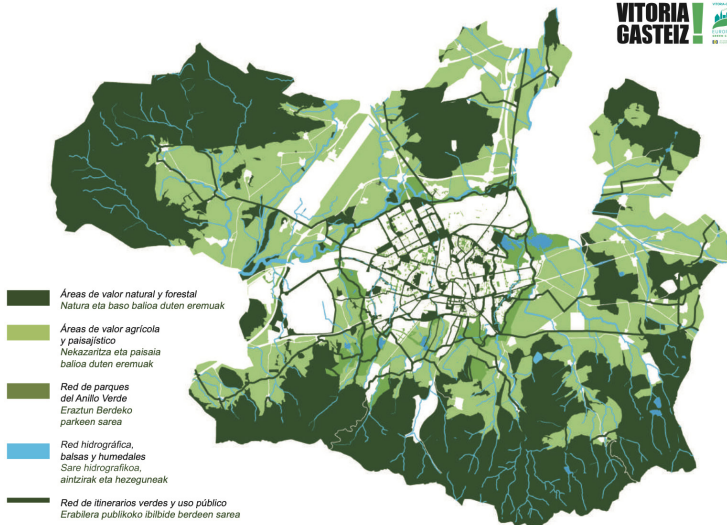 VITORIA
GASTEIZ
Áreas de valor natural y forestal
Natura eta baso balioa duten eremuak
Áreas de valor agrícola
y paisajístico
Nekazaritza eta paisaia
balioa duten eremuak
Red de parques
del Anillo Verde
Eraztun Berdeko
parkeen sarea
Red hidrográfica,
balsas y humedales
Sare hidrografikoa,
aintzirak eta hezeguneak
Red de itinerarios verdes y uso público
Erabilera publikoko ibilbide berdeen sarea